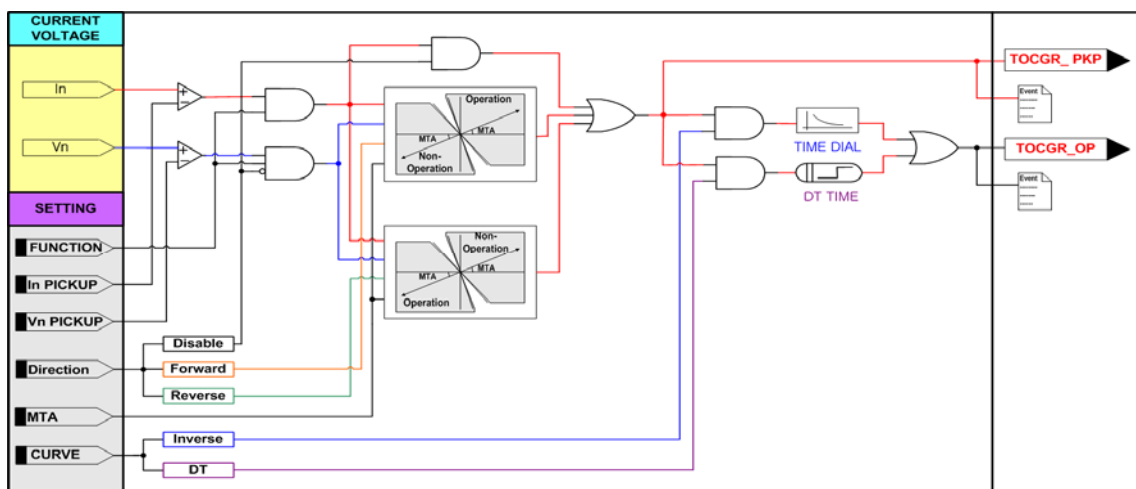 CURRENT
VOLTAGE
In
Vn
SETTING
FUNCTION
In PICKUP
Vn PICKUP
Direction
MTA
CURVE
Disable
Forward
Reverse
Inverse
DT
Operation
MTA
MTA
Non-
Operation
Non-
Operation
MTA
MTA
Operation
TIME DIAL
DT TIME
TOCGR_ PKP
Event
TOCGR_OP
Event